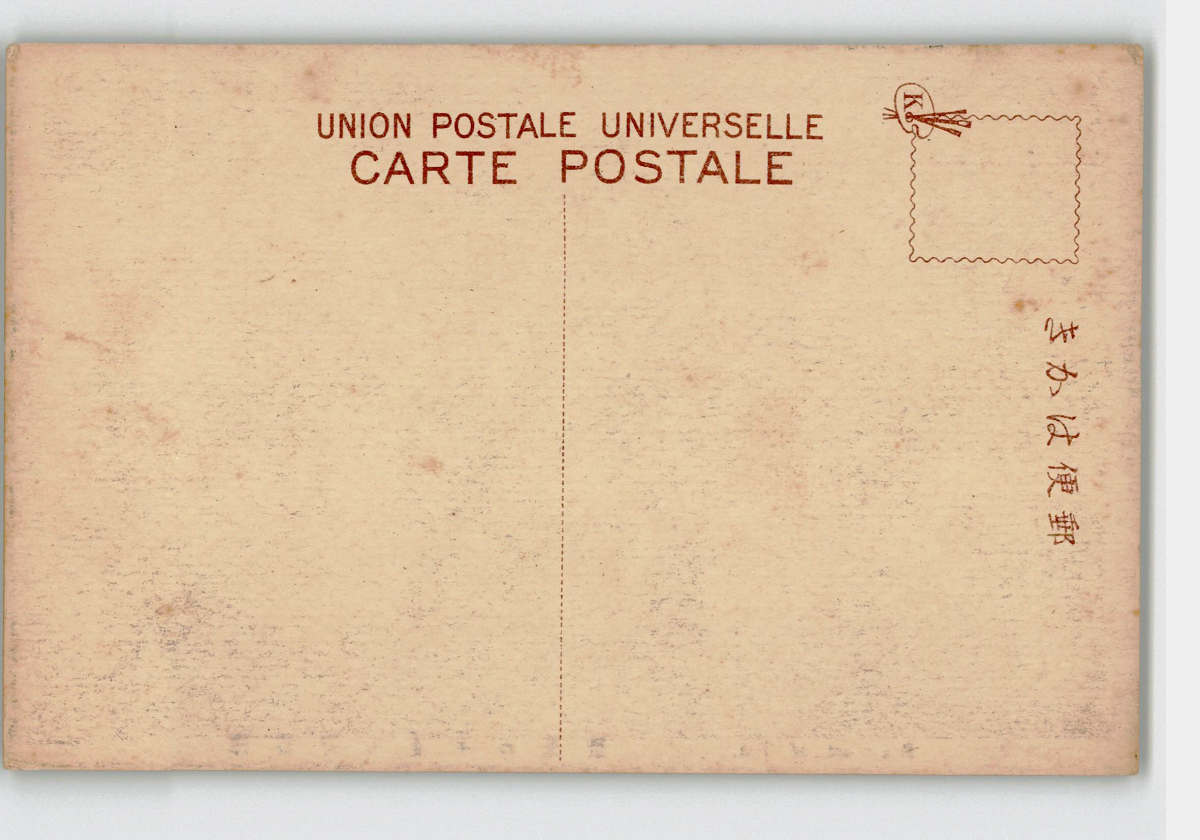 UNION POSTALE UNIVERSELLE
CARTE POSTALE
K
きかは便郵